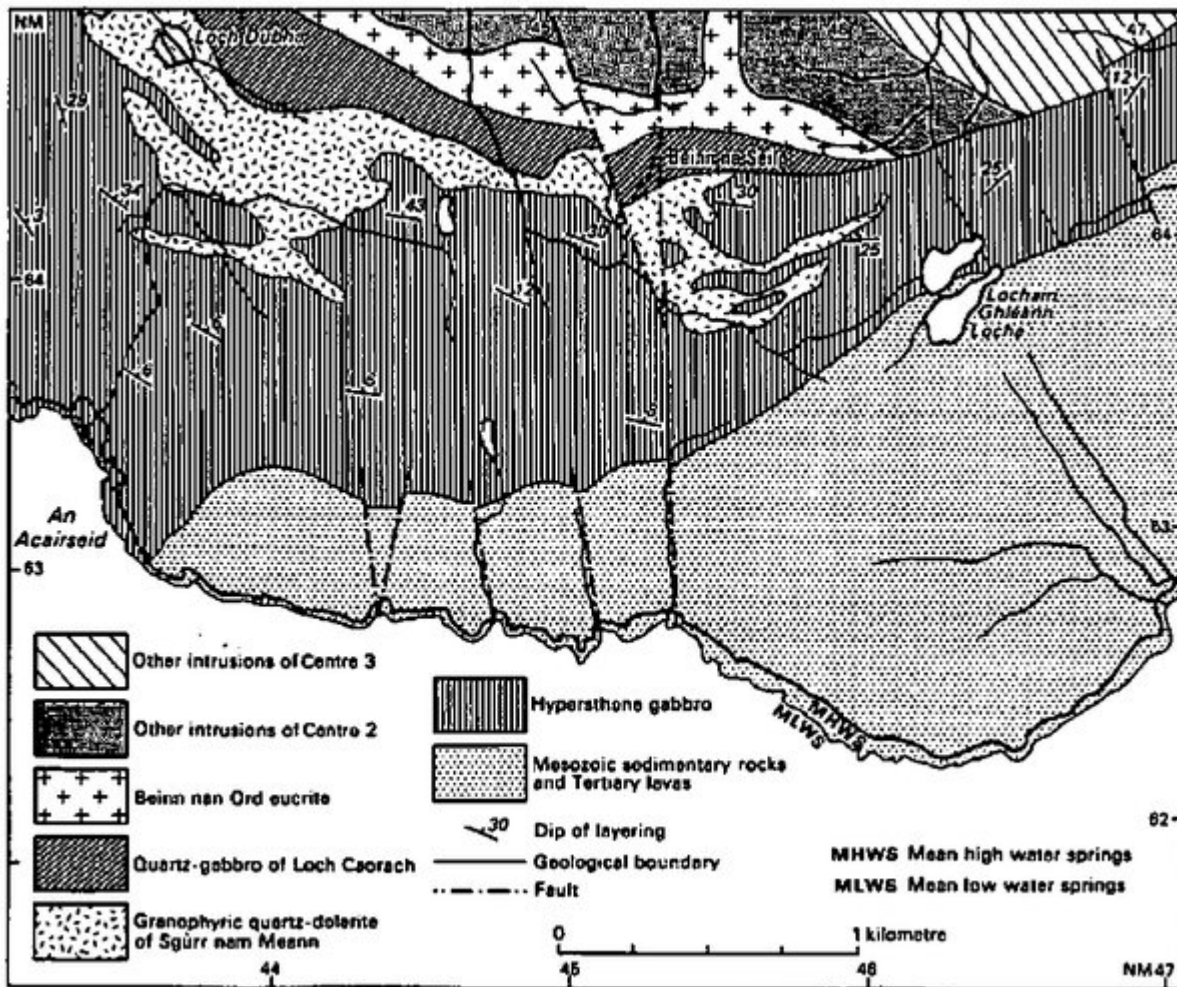 NM
Loch Dubh
47
12
29
Beinn na Seil
30
34
43
3
64
30
25
25
64
12
6
6
6
5
Lochan
Ghleann
Locha
An
Acairseid
63
63
Other intrusions of Centre 3
Hypersthene gabbro
MHWS
MLWS
Other intrusions of Centre 2
Mesozoic sedimentary rocks
and Tertiary lavas
Beinn nan Ord eucrite
30 Dip of layering
62
Quartz-gabbro of Loch Caorach
Geological boundary
MHWS Mean high water springs
Fault
MLWS Mean low water springs
Granophyric quartz-dolerite
of Sgùrr nam Meann
0 1 kilometre
44 45 46 NM47